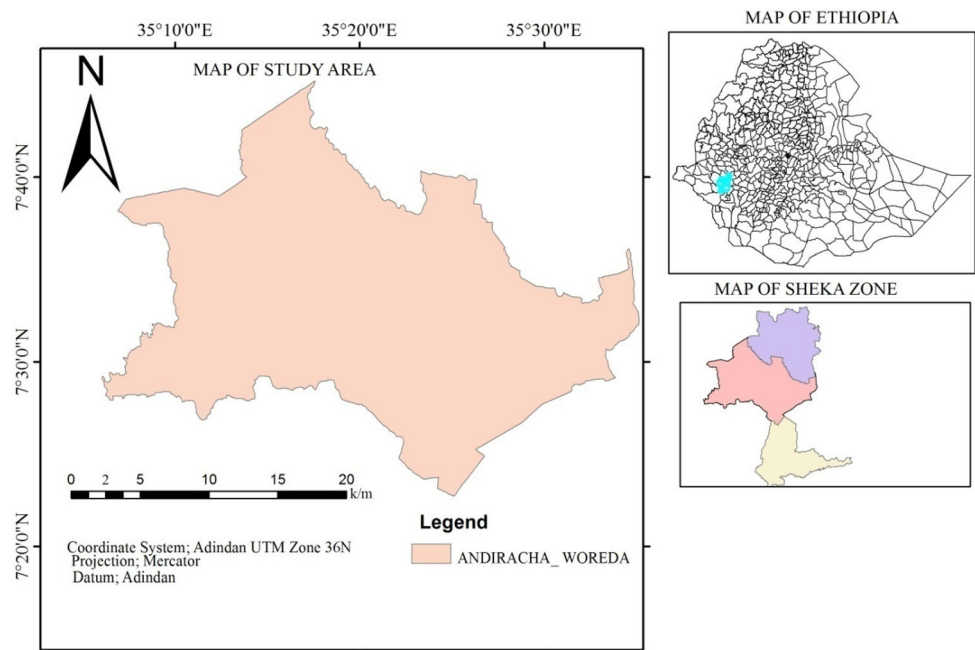 35°10'0"E 35°20'0"E 35°30'0"E
MAP OF STUDY AREA
N
7°40'0"N
7°30'0"N
7°20'0"N
0 2 5 10 15 20
k/m
Coordinate System; Adindan UTM Zone 36N
Projection; Mercator
Datum; Adindan
Legend
ANDIRACHA_ WOREDA
MAP OF ETHIOPIA
MAP OF SHEKA ZONE